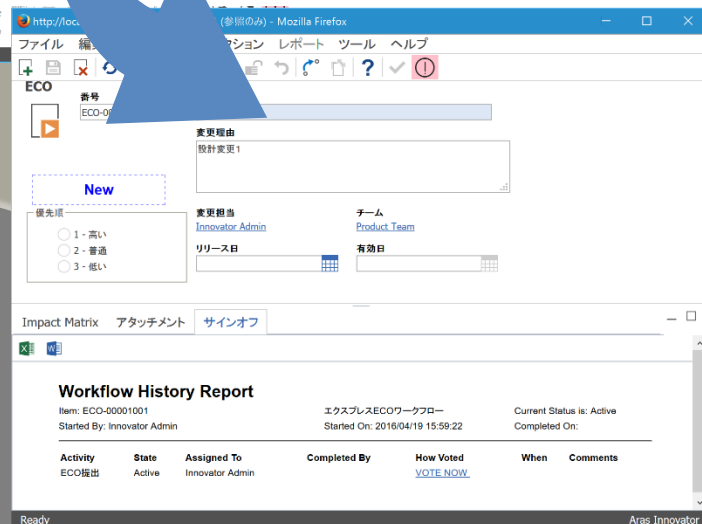 http://loc (参照のみ) - Mozilla Firefox
ファイル 編 ション レポート ツール ヘルプ
ECO
番号
ECO-0
変更理由
設計変更1
New
優先順
1 - 高い
2 - 普通
3 - 低い
変更担当 チーム
Innovator Admin Product Team
リリース日 有効日
Impact Matrix アタッチメント サインオフ
Workflow History Report
Item: ECO-00001001 エクスプレスECOワークフロー Current Status is: Active
Started By: Innovator Admin Started On: 2016/04/19 15:59:22 Completed On:
Activity State Assigned To Completed By How Voted When Comments
ECO提出 Active Innovator Admin VOTE NOW
Ready Aras Innovator